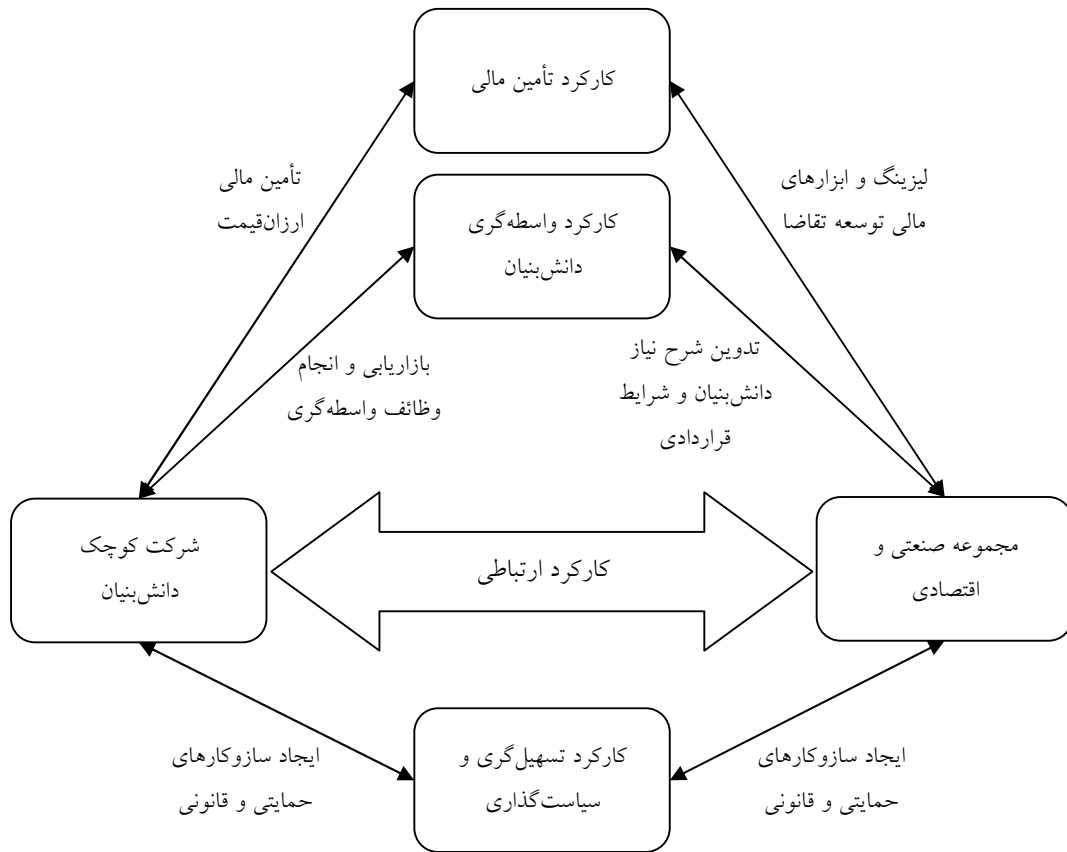 کارکرد تأمین مالی
لیزینگ و ابزارهای
مالی توسعه تقاضا
تأمین مالی
ارزان‌قیمت
کارکرد واسطه‌گری
دانش‌بنیان
تدوین شرح نیاز
دانش‌بنیان و شرایط
قراردادی
بازاریابی و انجام
وظائف واسطه‌گری
مجموعه صنعتی و
اقتصادی
کارکرد ارتباطی
شرکت کوچک
دانش‌بنیان
کارکرد تسهیل‌گری و
سیاست‌گذاری
ایجاد سازوکارهای
حمایتی و قانونی
ایجاد سازوکارهای
حمایتی و قانونی